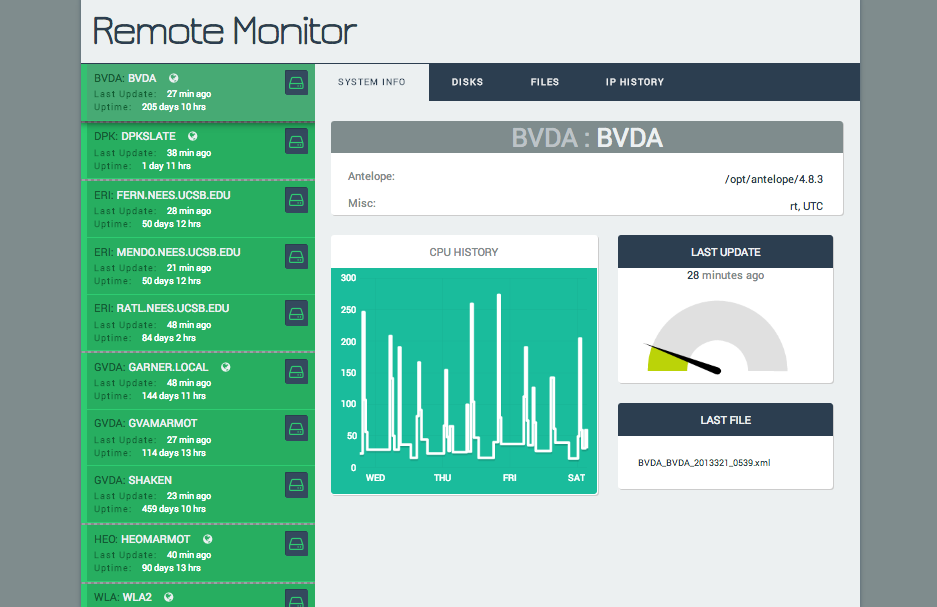 Remote Monitor
BVDA: BVDA
Last Update: 27 min ago
Uptime: 205 days 10 hrs
DPK: DPKSLATE
Last Update: 38 min ago
Uptime: 1 day 11 hrs
ERI: FERN.NEES.UCSB.EDU
Last Update: 28 min ago
Uptime: 50 days 12 hrs
ERI: MENDO.NEES.UCSB.EDU
Last Update: 21 min ago
Uptime: 50 days 12 hrs
ERI: RATL.NEES.UCSB.EDU
Last Update: 48 min ago
Uptime: 84 days 2 hrs
GVDA: GARNER.LOCAL
Last Update: 48 min ago
Uptime: 144 days 11 hrs
GVDA: GVAMARMOT
Last Update: 27 min ago
Uptime: 114 days 13 hrs
GVDA: SHAKEN
Last Update: 23 min ago
Uptime: 459 days 10 hrs
HEO: HEOMARMOT
Last Update: 40 min ago
Uptime: 90 days 13 hrs
WLA: WLA2
SYSTEM INFO DISKS FILES IP HISTORY
BVDA : BVDA
Antelope: /opt/antelope/4.8.3
Misc: rt, UTC
CPU HISTORY
300
250
200
150
100
50
0
WED THU FRI SAT
LAST UPDATE
28 minutes ago
LAST FILE
BVDA_BVDA_2013321_0539.xml